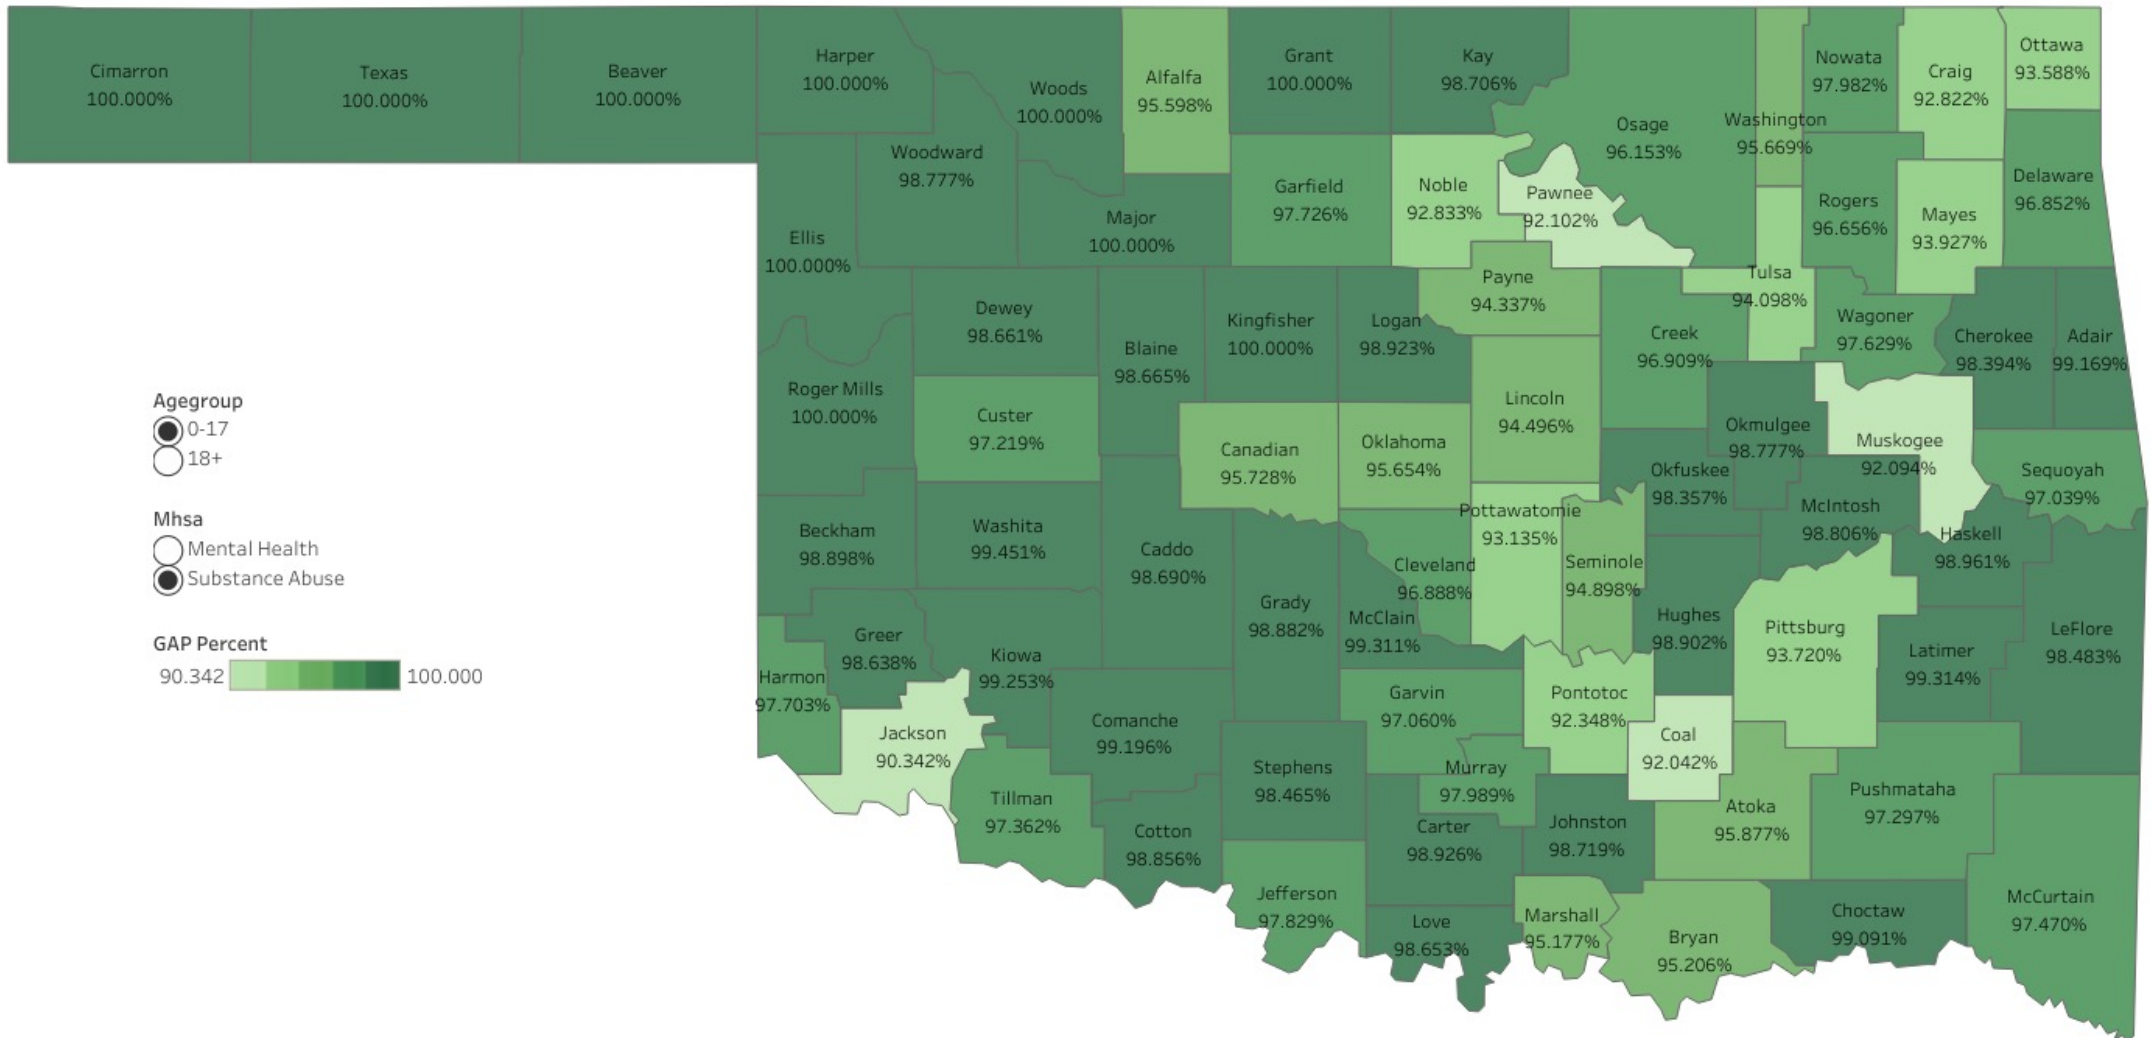 Cimarron
100.000%
Texas
100.000%
Beaver
100.000%
Harper
100.000%
Woods
100.000%
Alfalfa
95.598%
Grant
100.000%
Kay
98.706%
Osage
96.153%
Washington
95.669%
Nowata
97.982%
Craig
92.822%
Ottawa
93.588%
Woodward
98.777%
Ellis
100.000%
Major
100.000%
Garfield
97.726%
Noble
92.833%
Pawnee
92.102%
Rogers
96.656%
Mayes
93.927%
Delaware
96.852%
Dewey
98.661%
Blaine
98.665%
Kingfisher
100.000%
Logan
98.923%
Payne
94.337%
Creek
96.909%
Tulsa
94.098%
Wagoner
97.629%
Cherokee
98.394%
Adair
99.169%
Roger Mills
100.000%
Custer
97.219%
Canadian
95.728%
Oklahoma
95.654%
Lincoln
94.496%
Okmulgee
98.777%
Muskogee
92.094%
Okfuskee
98.357%
McIntosh
98.806%
Sequoyah
97.039%
Haskell
98.961%
Beckham
98.898%
Washita
99.451%
Caddo
98.690%
Grady
98.882%
Cleveland
96.888%
McClain
99.311%
Pottawatomie
93.135%
Seminole
94.898%
Hughes
98.902%
Pittsburg
93.720%
Latimer
99.314%
LeFlore
98.483%
Harmon
97.703%
Greer
98.638%
Kiowa
99.253%
Jackson
90.342%
Tillman
97.362%
Comanche
99.196%
Cotton
98.856%
Stephens
98.465%
Garvin
97.060%
Murray
97.989%
Pontotoc
92.348%
Coal
92.042%
Atoka
95.877%
Pushmataha
97.297%
Jefferson
97.829%
Carter
98.926%
Johnston
98.719%
Love
98.653%
Marshall
95.177%
Bryan
95.206%
Choctaw
99.091%
McCurtain
97.470%
Agegroup
0-17
18+
Mhsa
Mental Health
Substance Abuse
GAP Percent
90.342 100.000